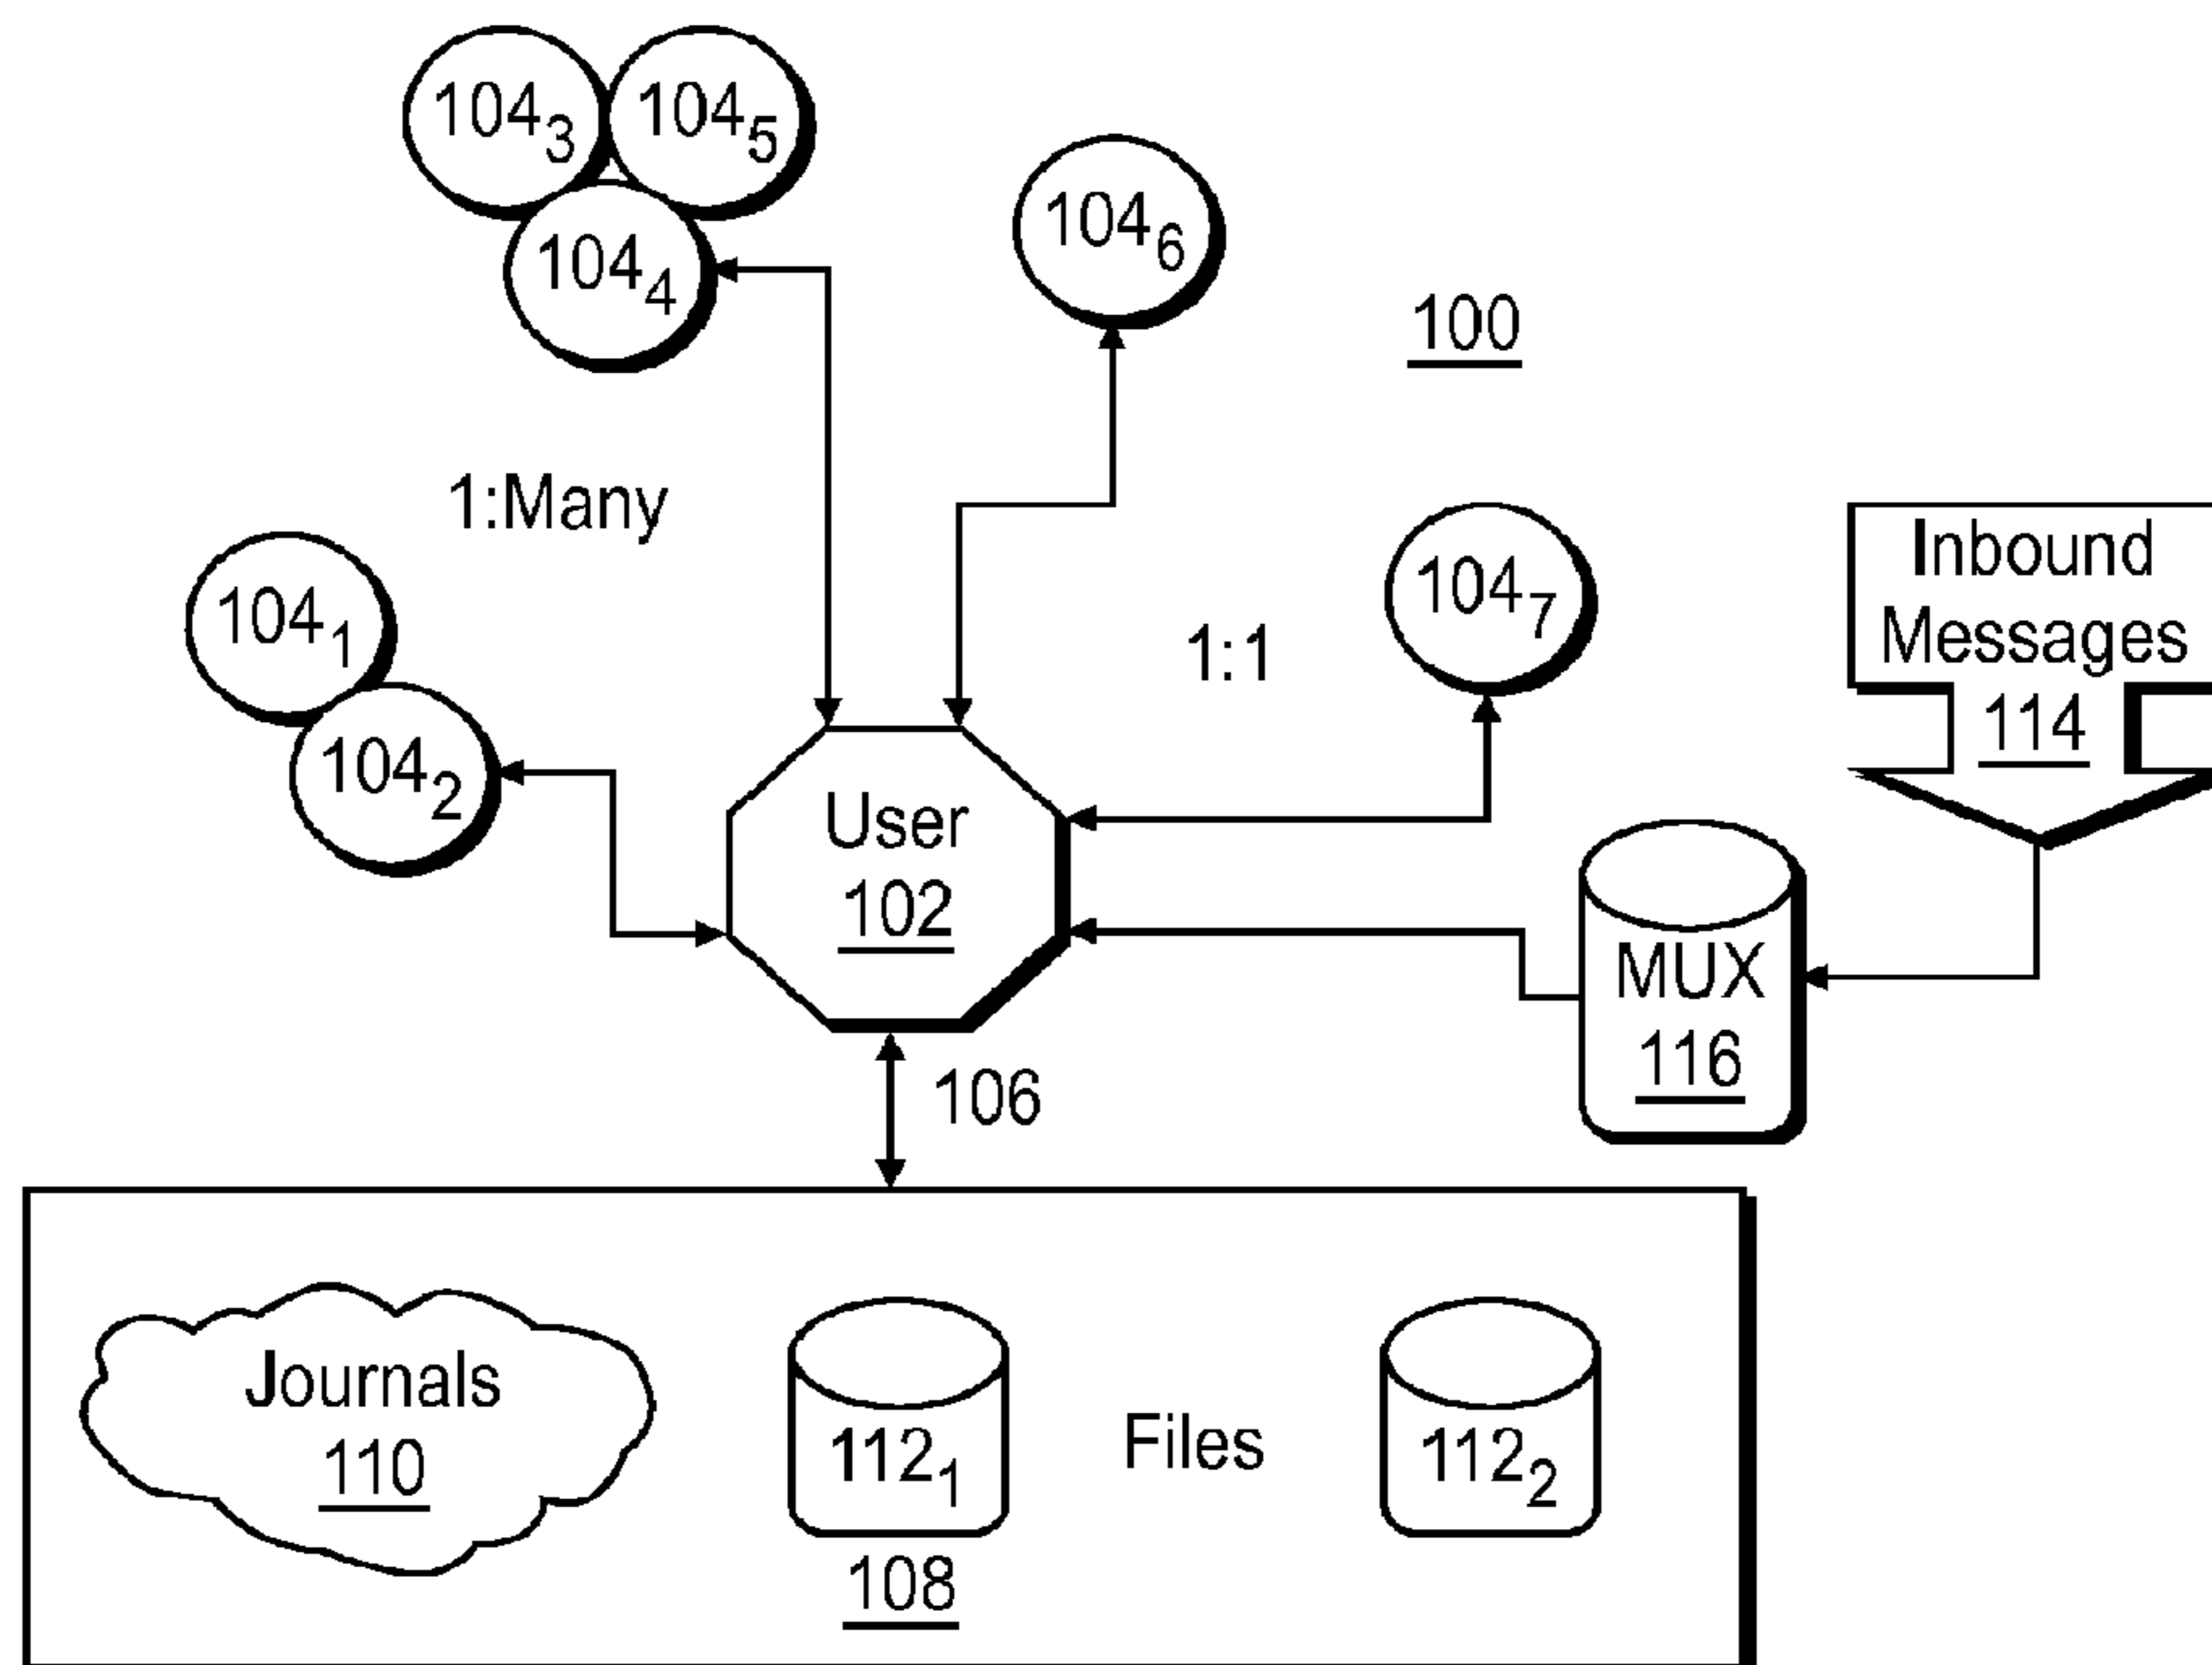 104₃ 104₅
104₄
104₆
100
1:Many
104₁
104₂
1:1
104₇
Inbound
Messages
114
User
102
MUX
116
106
Journals
110
112₁
Files
112₂
108